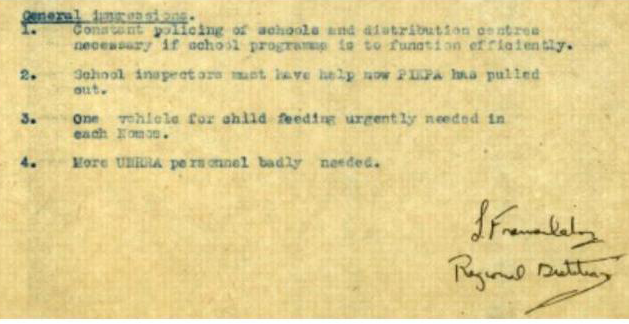 General impressions.
1. Constant policing of schools and distribution centres
necessary if school programme is to function efficiently.
2. School inspectors must have help now PIKPA has pulled
out.
3. One vehicle for child feeding urgently needed in
each Nomos.
4. More UNRRA personnel badly needed.
Regional Dietitian